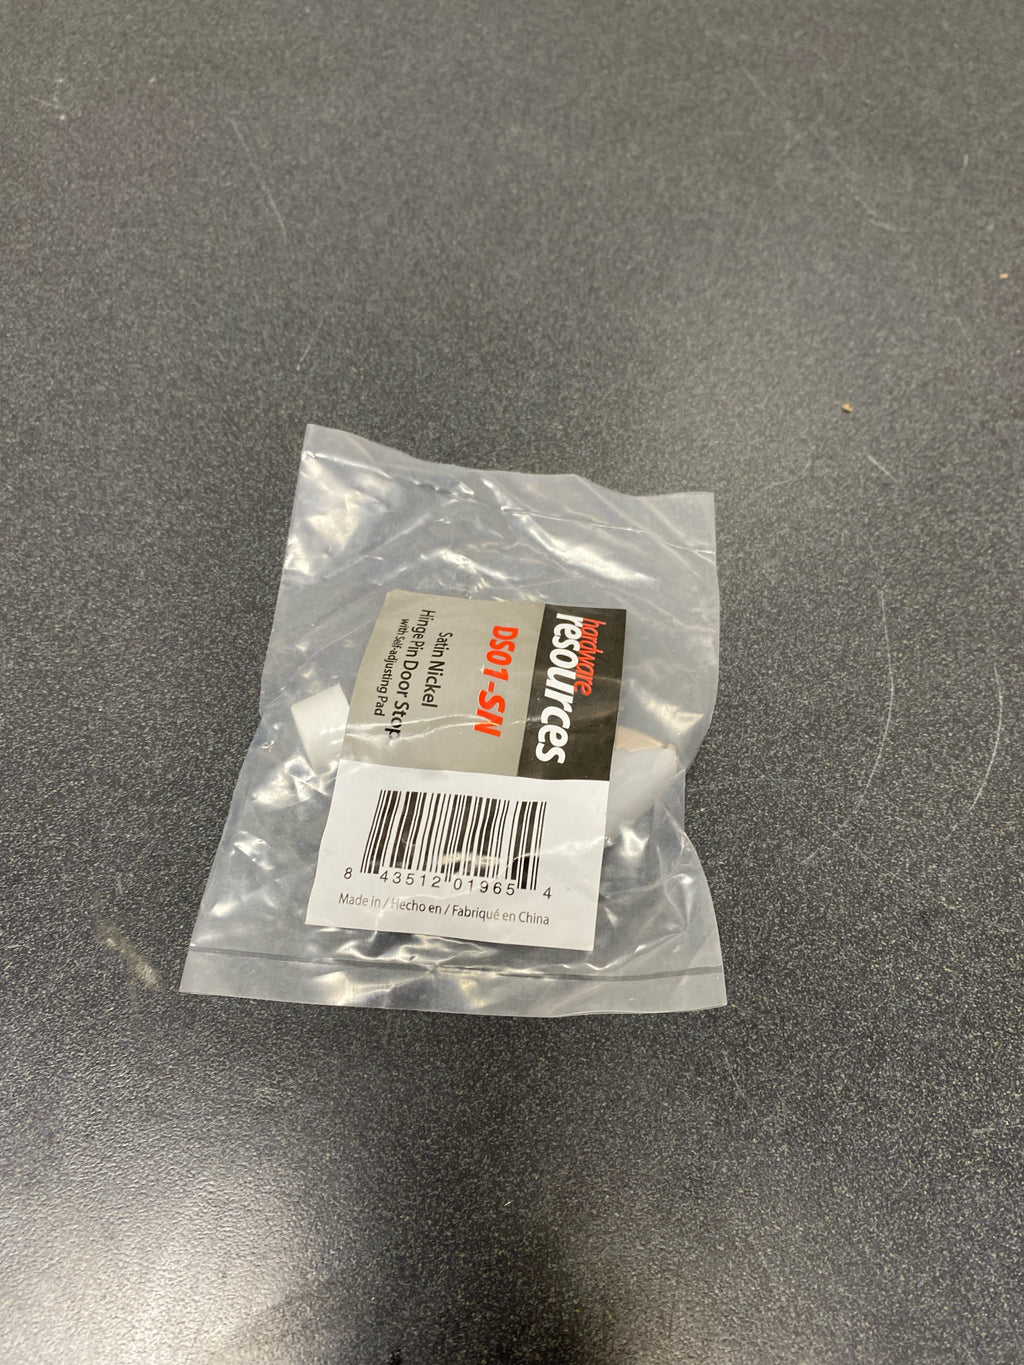 hardware
resources
DS01-SN
Satin Nickel
Hinge Pin Door Stop
with Self-adjusting Pad
8 43512 01965 4
Made in / Hecho en / Fabriqué en China